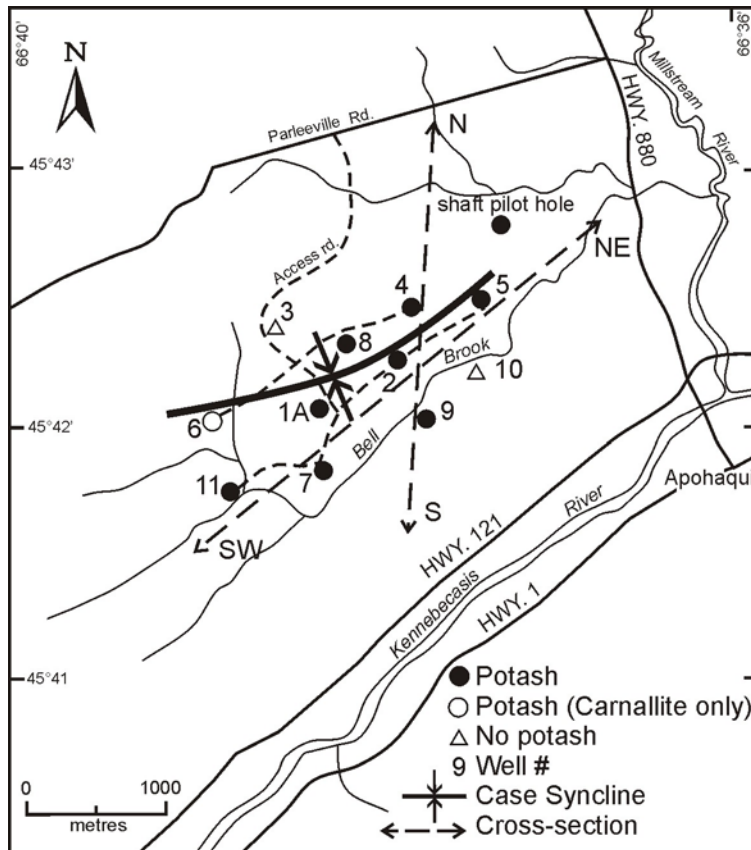 66°40'
66°36'
N
Millstream
River
HWY. 880
Parleeville Rd.
N
45°43'
shaft pilot hole
NE
Access rd.
3
4
5
8
2
Brook
10
1A
9
6
45°42'
Bell
7
11
S
SW
Apohaqui
River
HWY. 121
Kennebecasis
HWY. 1
45°41'
Potash
Potash (Carnallite only)
No potash
9 Well #
Case Syncline
Cross-section
0 1000
metres